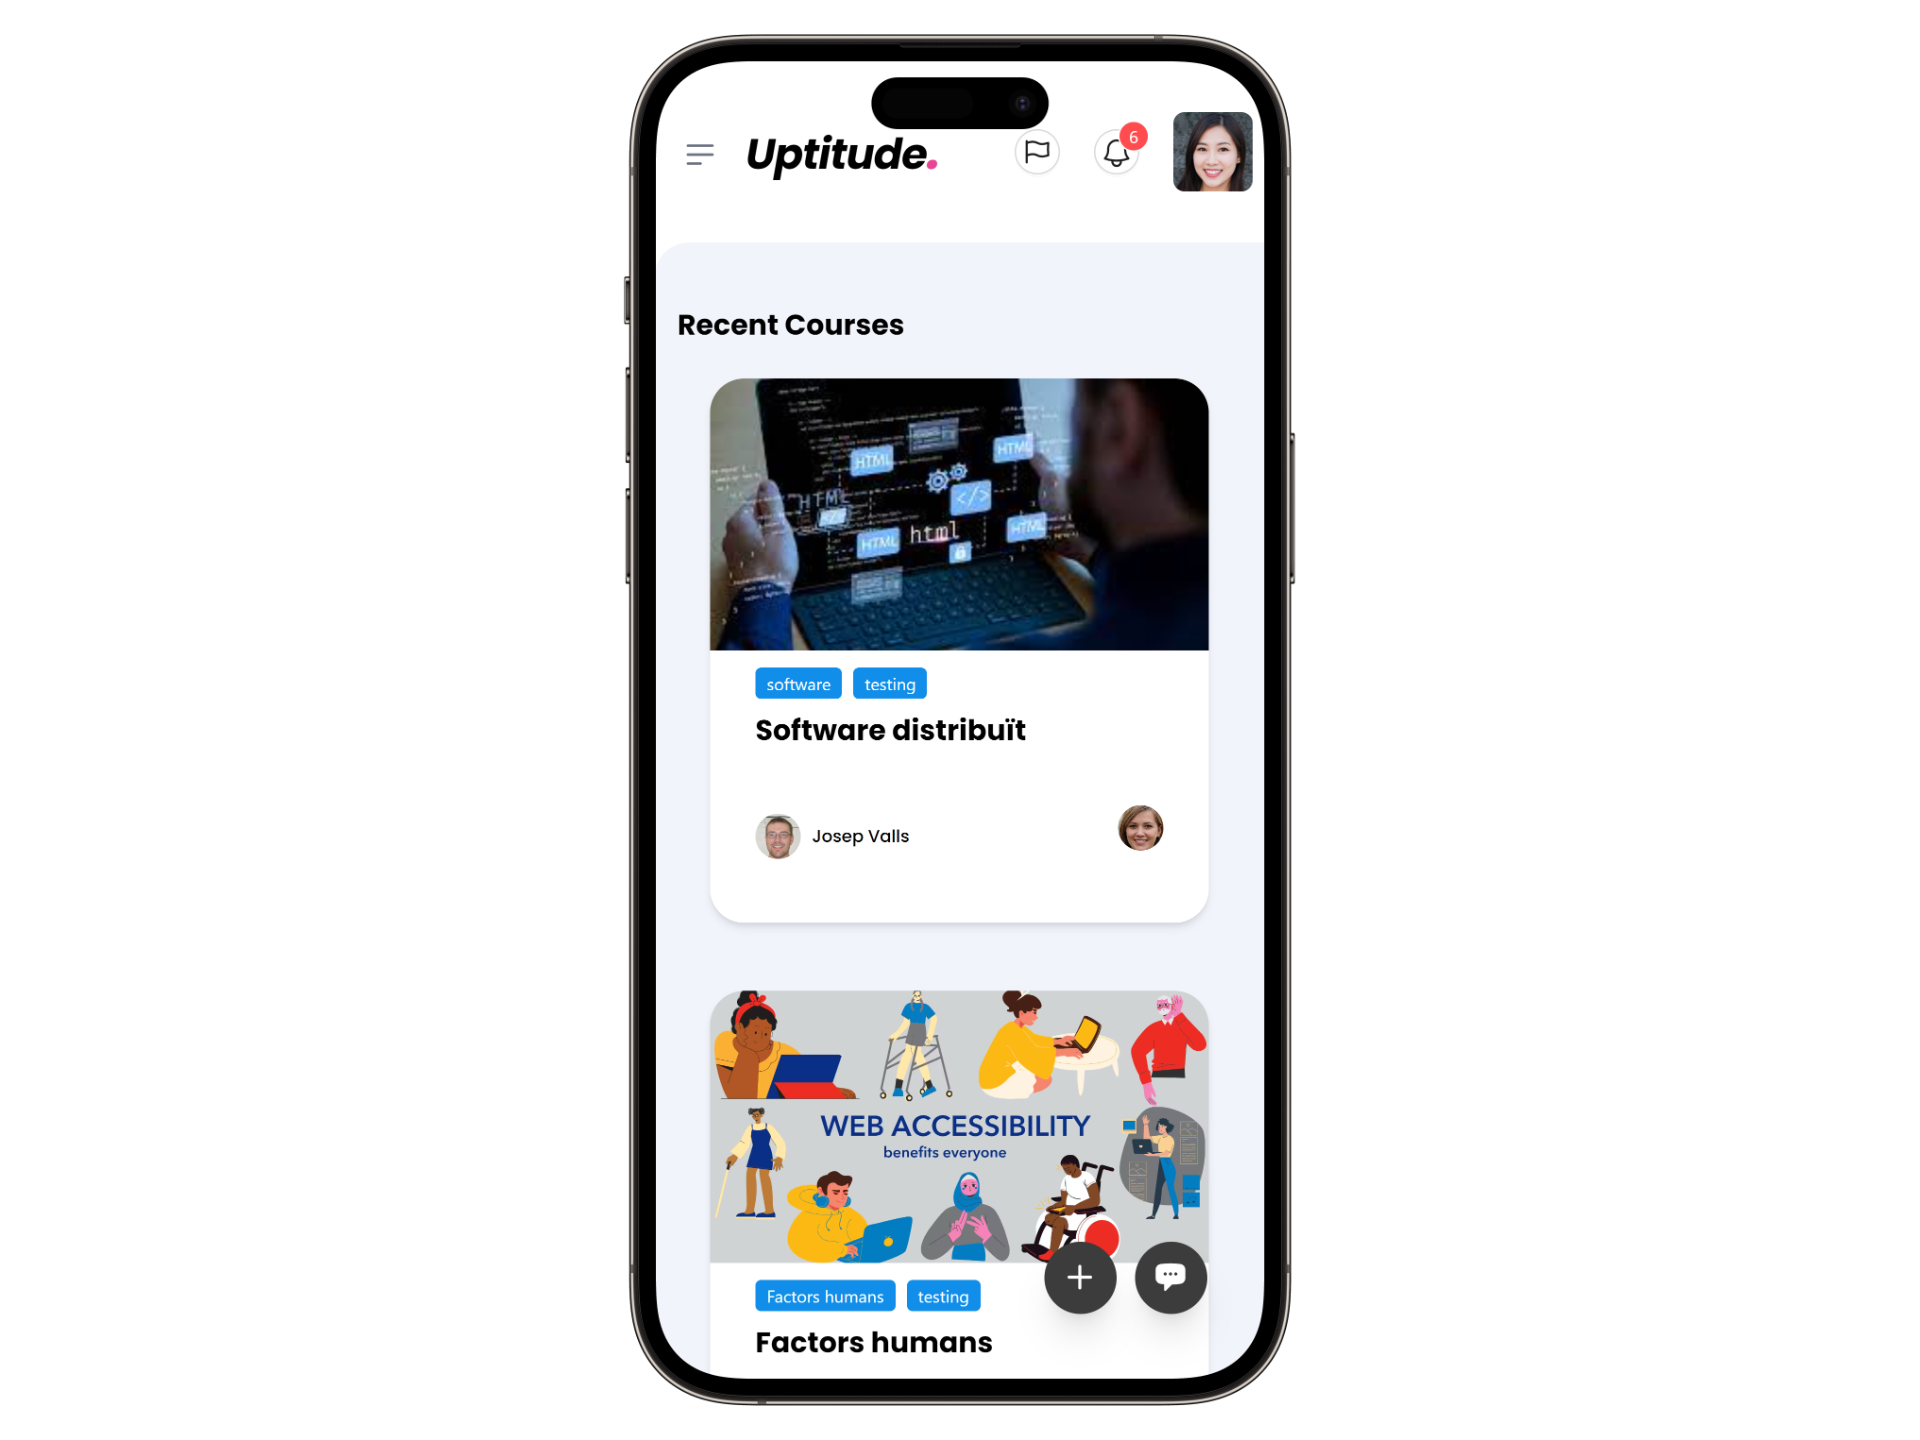 Uptitude.
6
Recent Courses
HTML
HTML
HTML
</>
HTML
html
HTML
software
testing
Software distribuït
Josep Valls
WEB ACCESSIBILITY
benefits everyone
Factors humans
testing
Factors humans